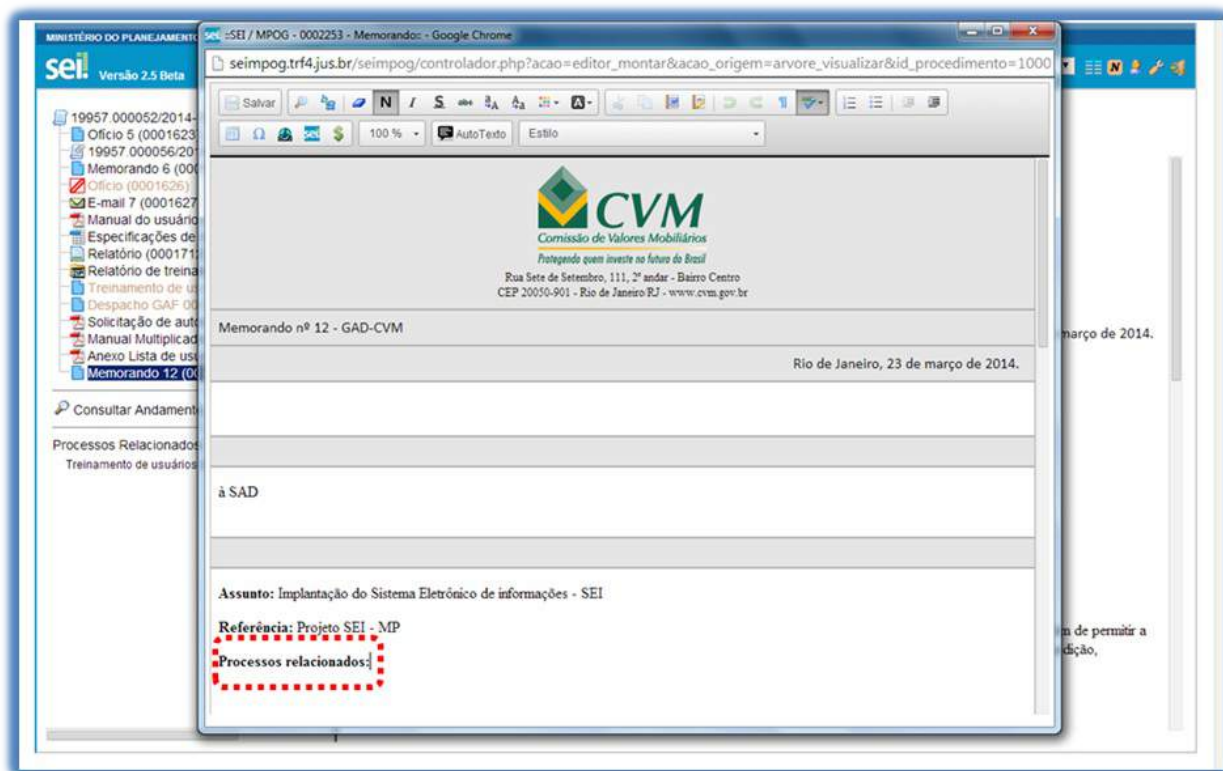 MINISTÉRIO DO PLANEJAMENTO
sei! Versão 2.5 Beta
19957.000052/2014-
Ofício 5 (0001623
19957.000056/201
Memorando 6 (000
Ofício (0001626)
E-mail 7 (0001627
Manual do usuário
Especificações de
Relatório (000171
Relatório de treina
Treinamento de us
Despacho GAF 00
Solicitação de auto
Manual Multiplicad
Anexo Lista de usu
Memorando 12 (00
Consultar Andament
Processos Relacionados
Treinamento de usuários
sei. ::SEI / MPOG - 0002253 - Memorando:: - Google Chrome
seimpog.trf4.jus.br/seimpog/controlador.php?acao=editor_montar&acao_origem=arvore_visualizar&id_procedimento=1000
Salvar N I S abc
sei $ 100 % AutoTexto Estilo
CVM
Comissão de Valores Mobiliários
Protegendo quem investe no futuro do Brasil
Rua Sete de Setembro, 111, 2º andar - Bairro Centro
CEP 20050-901 - Rio de Janeiro/RJ - www.cvm.gov.br
Memorando nº 12 - GAD-CVM
Rio de Janeiro, 23 de março de 2014.
à SAD
Assunto: Implantação do Sistema Eletrônico de informações - SEI
Referência: Projeto SEI - MP
Processos relacionados:
N
março de 2014.
m de permitir a
dição,